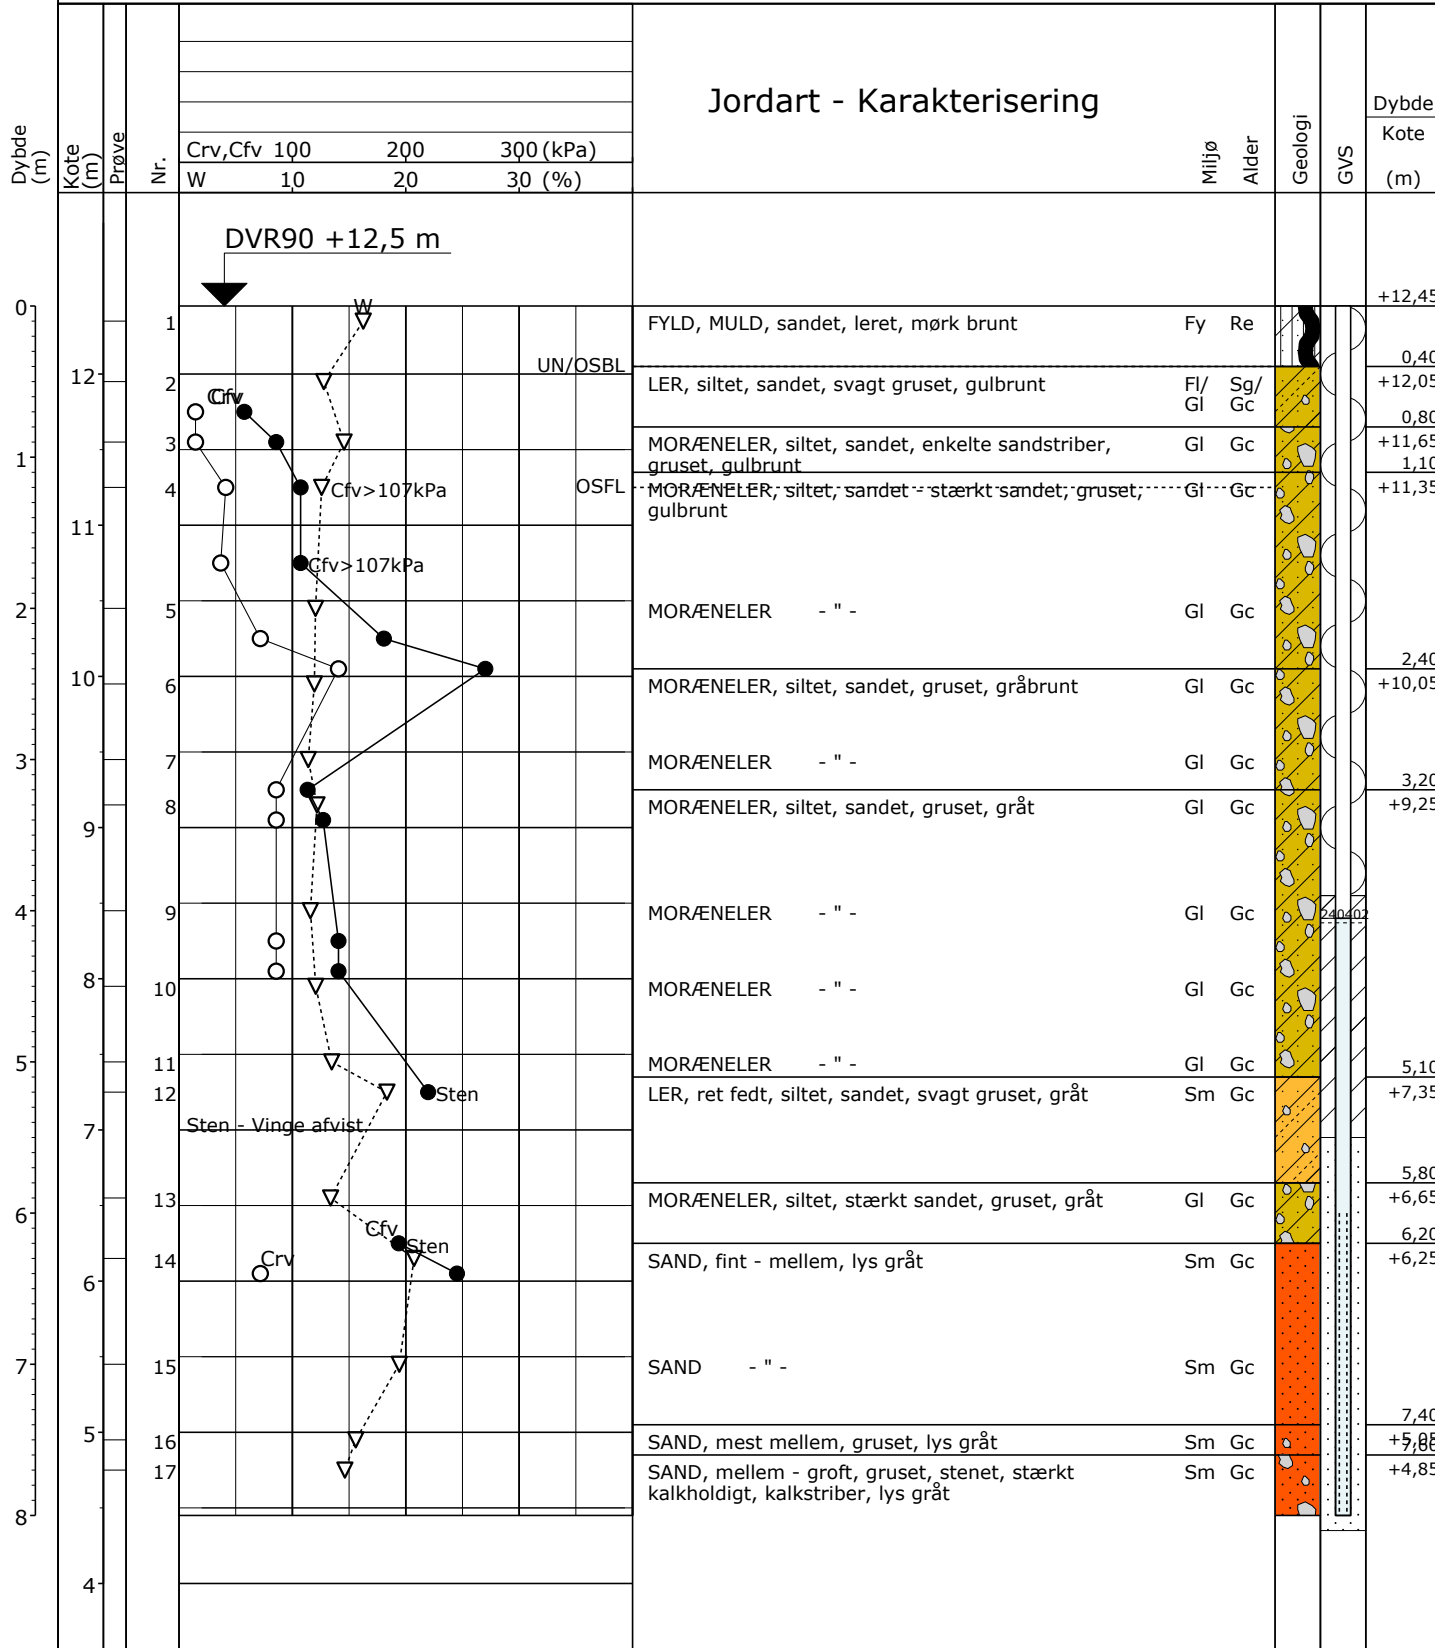 Jordart - Karakterisering
Dybde (m)
Kote (m)
Prøve
Nr.
Crv,Cfv 100 200 300 (kPa)
W 10 20 30 (%)
Miljø
Alder
Geologi
GVS
Dybde
Kote
(m)
DVR90 +12,5 m
+12,45
0
W
1 FYLD, MULD, sandet, leret, mørk brunt Fy Re
UN/OSBL
0,40
12
2 LER, siltet, sandet, svagt gruset, gulbrunt Fl/ Sg/
Gl Gc
+12,05
Crv
Cfv
0,80
3 MORÆNELER, siltet, sandet, enkelte sandstriber, Gl Gc
gruset, gulbrunt
+11,65
1
1,10
OSFL
4 Cfv>107kPa MORÆNELER, siltet, sandet - stærkt sandet, gruset, Gl Gc
gulbrunt
+11,35
11
Cfv>107kPa
2
5 MORÆNELER - " - Gl Gc
2,40
10
6 MORÆNELER, siltet, sandet, gruset, gråbrunt Gl Gc
+10,05
3
7 MORÆNELER - " - Gl Gc
3,20
8 MORÆNELER, siltet, sandet, gruset, gråt Gl Gc
+9,25
9
4
9 MORÆNELER - " - Gl Gc
240402
8
10 MORÆNELER - " - Gl Gc
5
11 MORÆNELER - " - Gl Gc
5,10
12 Sten LER, ret fedt, siltet, sandet, svagt gruset, gråt Sm Gc
+7,35
Sten - Vinge afvist
7
5,80
13 MORÆNELER, siltet, stærkt sandet, gruset, gråt Gl Gc
+6,65
6
Cfv
Sten
6,20
Crv
14 SAND, fint - mellem, lys gråt Sm Gc
+6,25
6
7
15 SAND - " - Sm Gc
7,40
5
16 SAND, mest mellem, gruset, lys gråt Sm Gc
+5,05
7,60
17 SAND, mellem - groft, gruset, stenet, stærkt Sm Gc
kalkholdigt, kalkstriber, lys gråt
+4,85
8
4